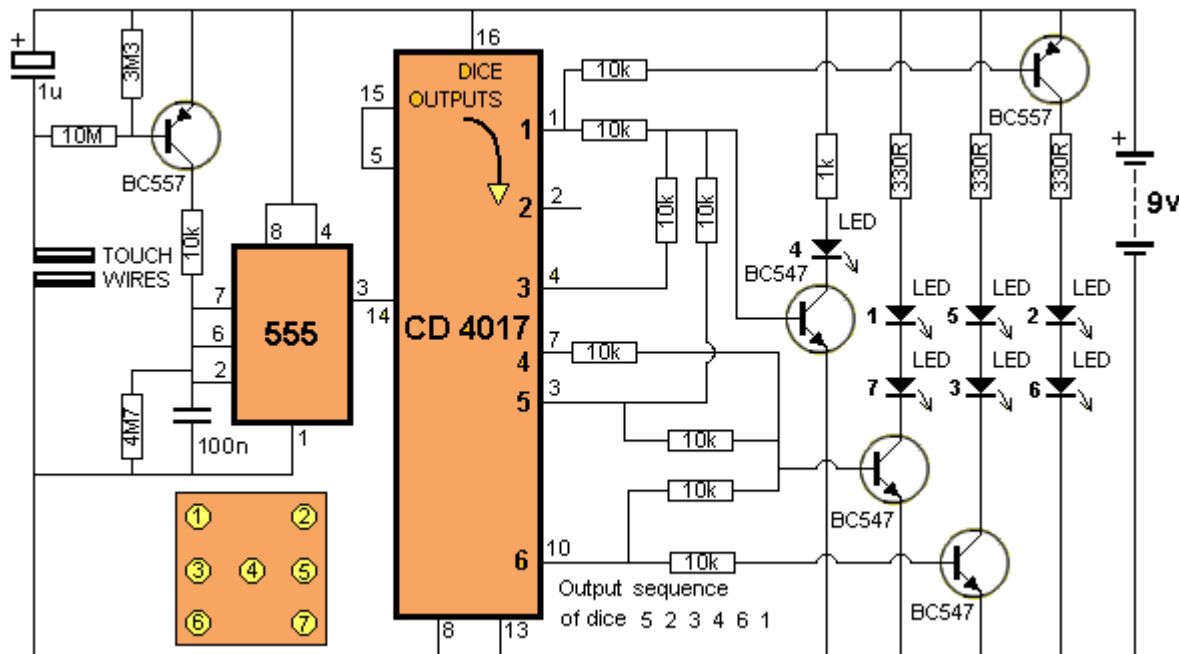 +
1u
3M3
10M
BC557
10k
TOUCH
WIRES
7
6
2
4M7
100n
8
4
555
3
1
14
16
DICE
OUTPUTS
15
5
CD 4017
1
2
3
4
5
6
1
2
4
7
3
10
8
13
10k
10k
10k
10k
10k
10k
10k
10k
Output sequence
of dice 5 2 3 4 6 1
1k
330R
330R
330R
BC557
4
LED
BC547
1
LED
5
LED
2
LED
7
LED
3
LED
6
LED
BC547
BC547
+
9v
1
2
3
4
5
6
7